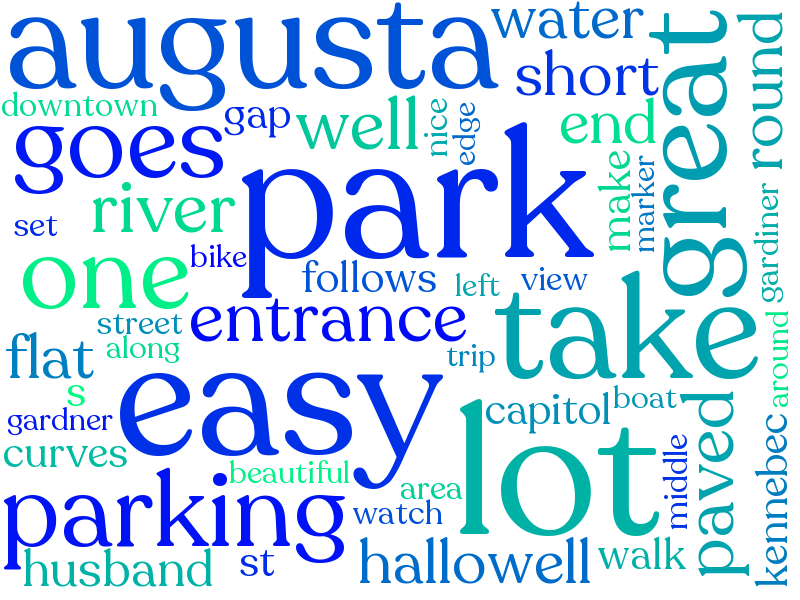 augusta
water
great
round
short
downtown
gap
well
nice
edge
end
goes
park
make
marker
river
set
one
bike
follows
left
view
gardiner
take
entrance
street
along
flat
trip
around
s
easy
gardner
capitol
boat
lot
paved
curves
beautiful
area
middle
kennebec
parking
watch
husband
st
hallowell
walk